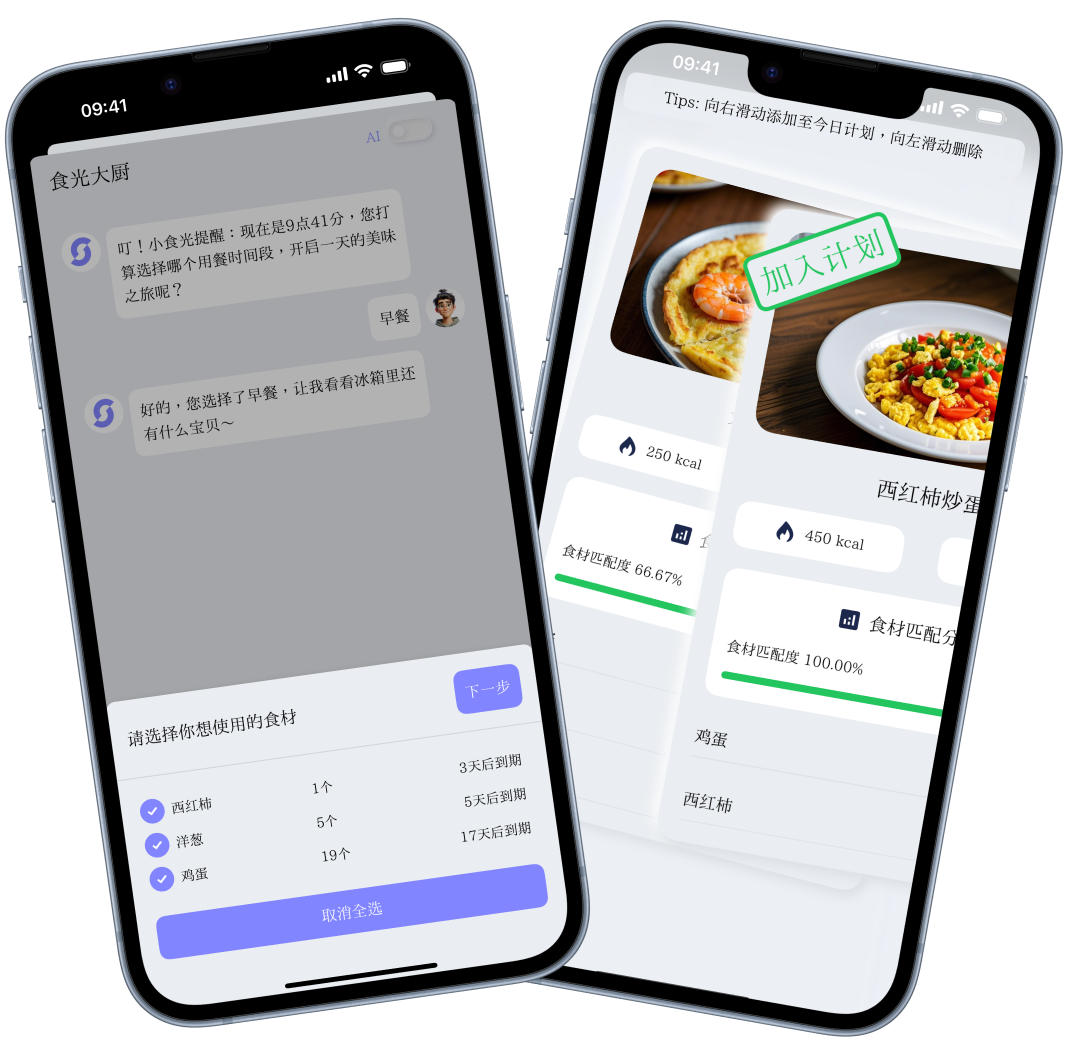 09:41
食光大厨
AI
叮！小食光提醒：现在是9点41分，您打
算选择哪个用餐时间段，开启一天的美味
之旅呢？
早餐
好的，您选择了早餐，让我看看冰箱里还
有什么宝贝～
请选择你想使用的食材
下一步
西红柿 1个 3天后到期
洋葱 5个 5天后到期
鸡蛋 19个 17天后到期
取消全选
09:41
Tips: 向右滑动添加至今日计划，向左滑动删除
加入计划
250 kcal
食材匹配度 66.67%
西红柿炒蛋
450 kcal
食材匹配分
食材匹配度 100.00%
鸡蛋
西红柿